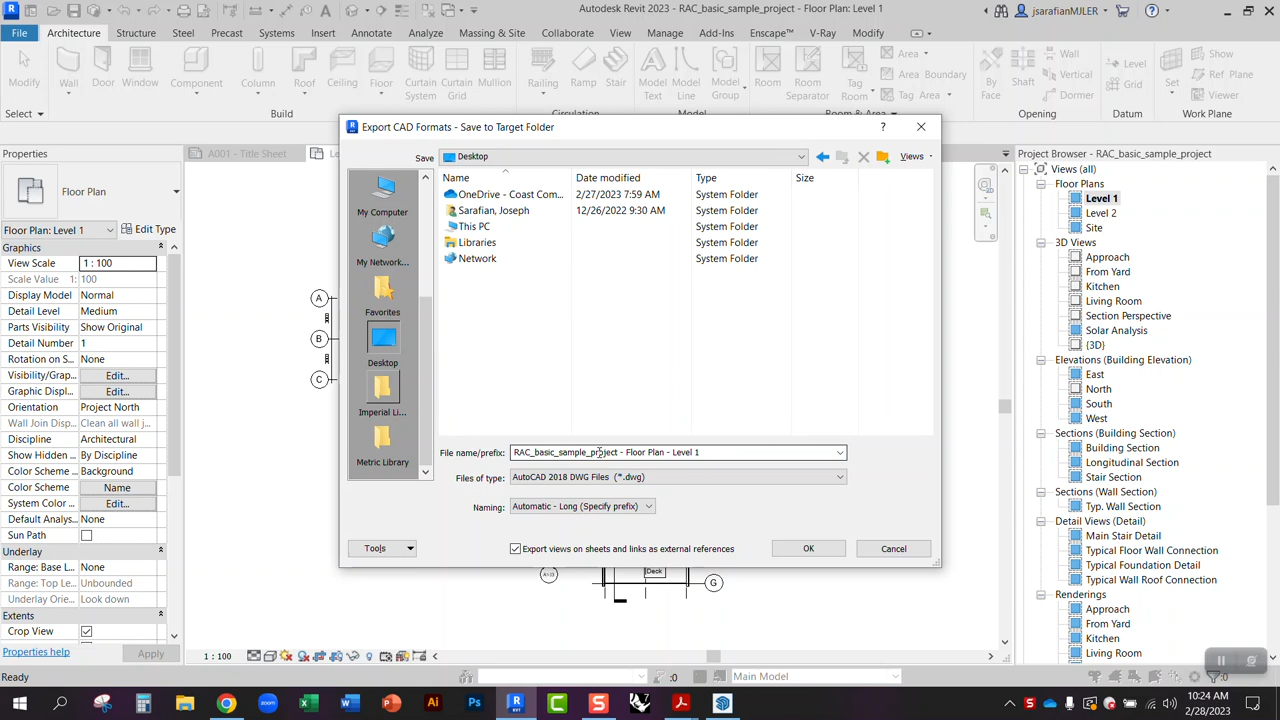 Autodesk Revit 2023 - RAC_basic_sample_project - Floor Plan: Level 1
jsarafianMJLER
File Architecture Structure Steel Precast Systems Insert Annotate Analyze Massing & Site Collaborate View Manage Add-Ins Enscape™ V-Ray Modify
Modify Wall Door Window Component Column Roof Ceiling Curtain System Curtain Grid Floor Mullion Railing Ramp Stair Model Text Model Line Model Group Room Room Separator Tag Room Area Area Boundary Tag Area By Face Shaft Wall Vertical Dormer Level Grid Set Show Ref Plane Viewer
Select Build Circulation Model Room & Area Opening Datum Work Plane
Properties
Floor Plan
Floor Plan: Level 1 Edit Type
Graphics
View Scale 1 : 100
Scale Value 1: 100
Display Model Normal
Detail Level Medium
Parts Visibility Show Original
Detail Number 1
Rotation on S... None
Visibility/Grap... Edit...
Graphic Displ... Edit...
Orientation Project North
Wall Join Disp... Clean all wall j...
Discipline Architectural
Show Hidden ... By Discipline
Color Scheme ... Background
Color Scheme Name
System Color ... Edit...
Default Analys... None
Sun Path
Underlay
Range: Base L... None
Range: Top Le... Unbounded
Underlay Orie... Look down
Extents
Crop View
Properties help Apply
A001 - Title Sheet
A
B
C
Export CAD Formats - Save to Target Folder
?
Save
Desktop
Views
Name Date modified Type Size
OneDrive - Coast Com... 2/27/2023 7:59 AM System Folder
Sarafian, Joseph 12/26/2022 9:30 AM System Folder
This PC System Folder
Libraries System Folder
Network System Folder
My Computer
My Network...
Favorites
Desktop
Imperial Li...
Metric Library
File name/prefix: RAC_basic_sample_project - Floor Plan - Level 1
Files of type: AutoCAD 2018 DWG Files (*.dwg)
Naming: Automatic - Long (Specify prefix)
Tools
Export views on sheets and links as external references
OK
Cancel
Deck
G
Project Browser - RAC_basic_sample_project
Views (all)
Floor Plans
Level 1
Level 2
Site
3D Views
Approach
From Yard
Kitchen
Living Room
Section Perspective
Solar Analysis
{3D}
Elevations (Building Elevation)
East
North
South
West
Sections (Building Section)
Building Section
Longitudinal Section
Stair Section
Sections (Wall Section)
Typ. Wall Section
Detail Views (Detail)
Main Stair Detail
Typical Floor Wall Connection
Typical Foundation Detail
Typical Wall Roof Connection
Renderings
Approach
From Yard
Kitchen
Living Room
1 : 100
Ready
:0
Main Model
:0
10:24 AM
2/28/2023